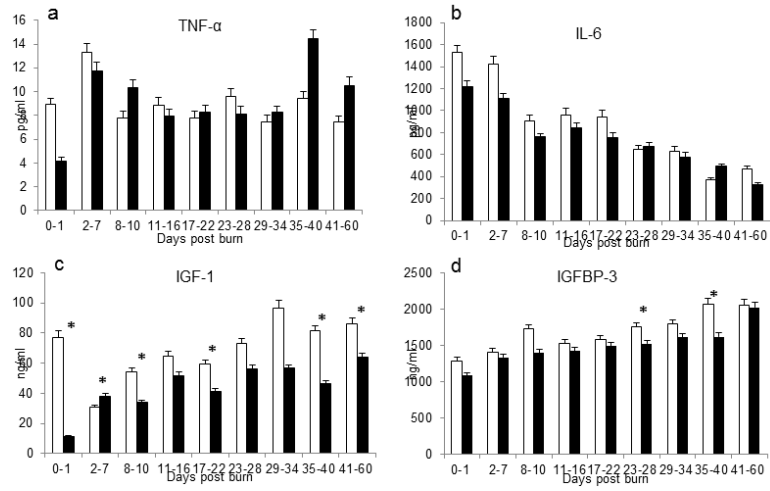 a
TNF-α
16
14
12
10
8
6
4
2
0
pg/ml
0-1 2-7 8-10 11-16 17-22 23-28 29-34 35-40 41-60
Days post burn
b
IL-6
1800
1600
1400
1200
1000
800
600
400
200
0
pg/ml
0-1 2-7 8-10 11-16 17-22 23-28 29-34 35-40 41-60
Days post burn
c
IGF-1
120
100
80
60
40
20
0
ng/ml
* * * * * *
0-1 2-7 8-10 11-16 17-22 23-28 29-34 35-40 41-60
Days post burn
d
IGFBP-3
2500
2000
1500
1000
500
0
ng/ml
* *
0-1 2-7 8-10 11-16 17-22 23-28 29-34 35-40 41-60
Days post burn